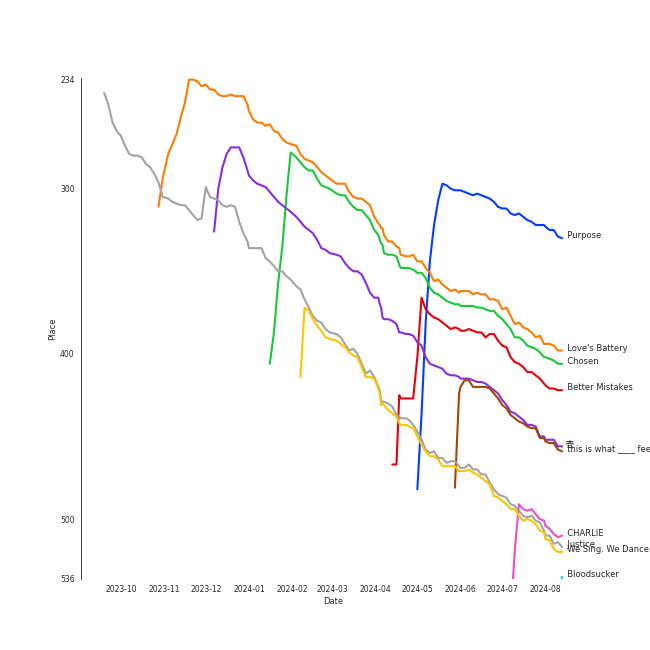 234
300
400
500
536
Place
2023-10
2023-11
2023-12
2024-01
2024-02
2024-03
2024-04
2024-05
2024-06
2024-07
2024-08
Date
Purpose
Love's Battery
Chosen
Better Mistakes
this is what ____ fee
CHARLIE
Justice
We Sing. We Dance.
Bloodsucker